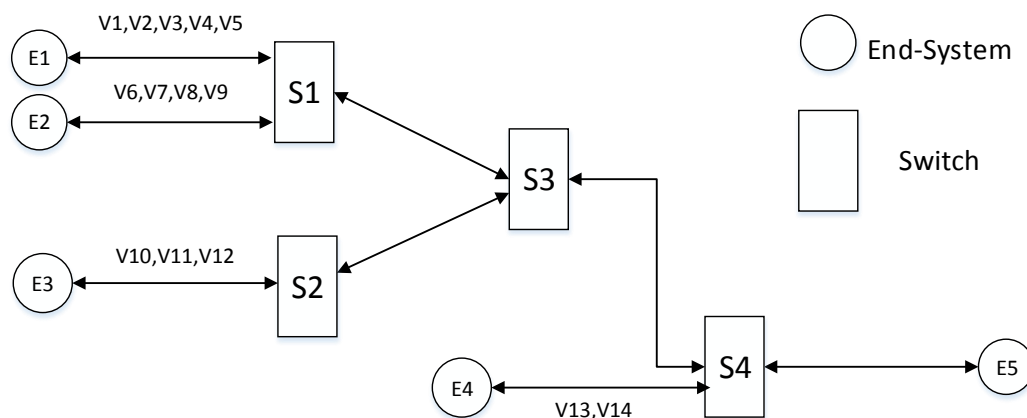 V1,V2,V3,V4,V5
E1
End-System
S1
V6,V7,V8,V9
E2
S3
Switch
V10,V11,V12
E3
S2
S4
E4
E5
V13,V14